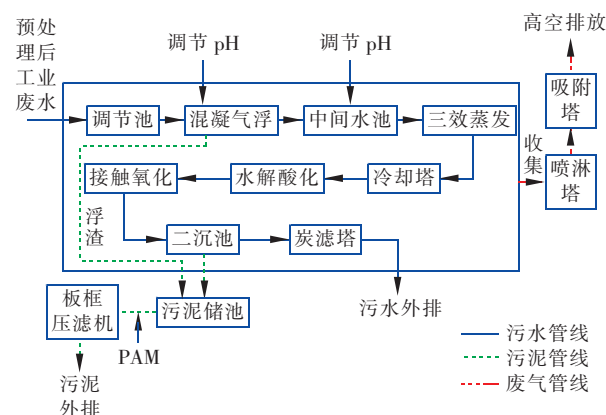 预处
理后
工业
废水
调节 pH
调节 pH
高空排放
调节池
混凝气浮
中间水池
三效蒸发
吸附
塔
收
集
喷淋
塔
接触氧化
水解酸化
冷却塔
浮
渣
二沉池
炭滤塔
板框
压滤机
污泥储池
污水外排
PAM
污泥
外排
污水管线
污泥管线
废气管线